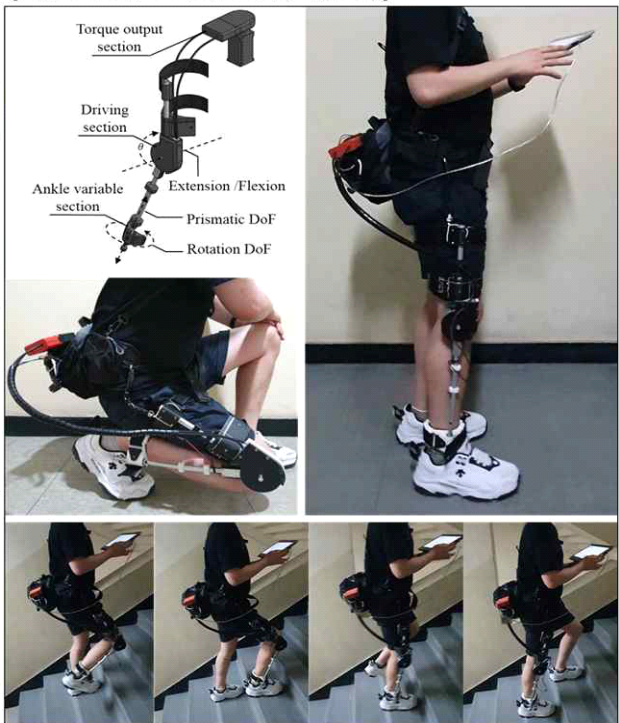 Torque output
section
Driving
section
θ
Extension /Flexion
Ankle variable
section
Prismatic DoF
Rotation DoF